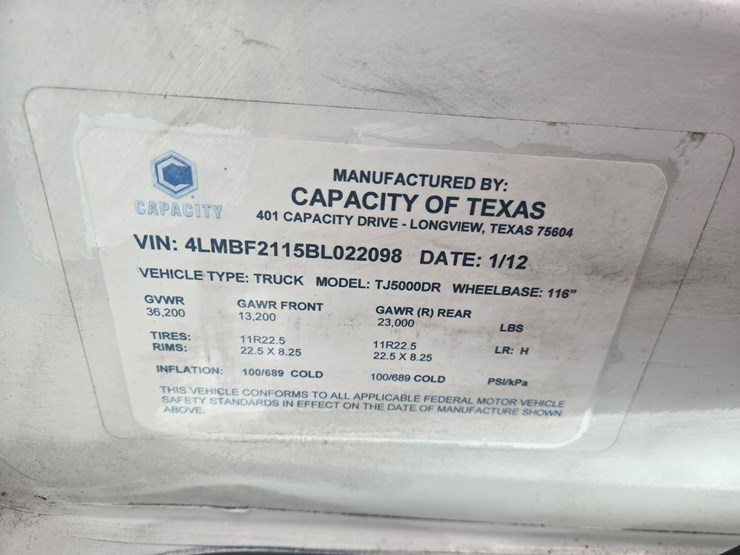 CAPACITY
MANUFACTURED BY:
CAPACITY OF TEXAS
401 CAPACITY DRIVE - LONGVIEW, TEXAS 75604
VIN: 4LMBF2115BL022098 DATE: 1/12
VEHICLE TYPE: TRUCK MODEL: TJ5000DR WHEELBASE: 116"
GVWR GAWR FRONT GAWR (R) REAR
36,200 13,200 23,000 LBS
TIRES: 11R22.5 11R22.5 LR: H
RIMS: 22.5 X 8.25 22.5 X 8.25
INFLATION: 100/689 COLD 100/689 COLD PSI/kPa
THIS VEHICLE CONFORMS TO ALL APPLICABLE FEDERAL MOTOR VEHICLE
SAFETY STANDARDS IN EFFECT ON THE DATE OF MANUFACTURE SHOWN
ABOVE.